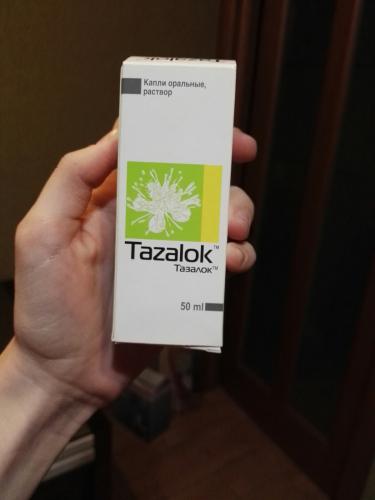 Капли оральные,
раствор
Tazalok™
Тазалок™
50 ml